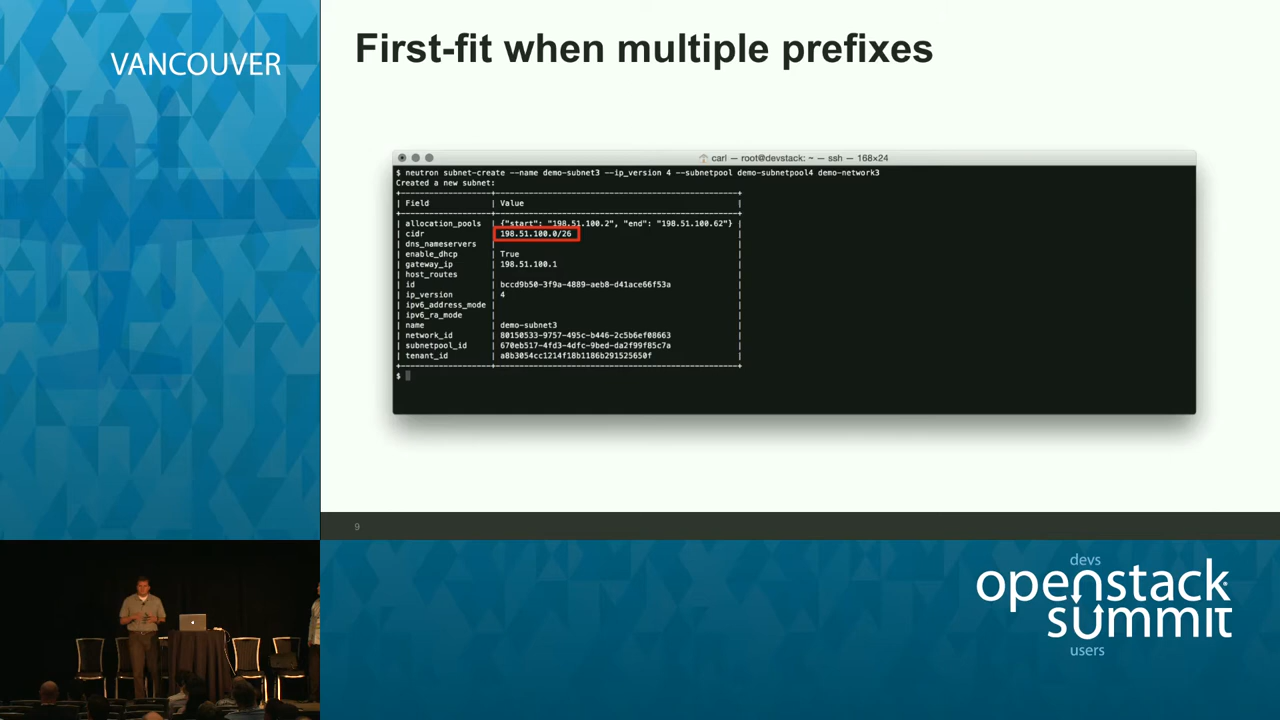 VANCOUVER
First-fit when multiple prefixes
carl — root@devstack: ~ — ssh — 168×24
$ neutron subnet-create --name demo-subnet3 --ip_version 4 --subnetpool demo-subnetpool4 demo-network3
Created a new subnet:
| Field | Value |
| allocation_pools | {"start": "198.51.100.2", "end": "198.51.100.62"} |
| cidr | 198.51.100.0/26 |
| dns_nameservers | |
| enable_dhcp | True |
| gateway_ip | 198.51.100.1 |
| host_routes | |
| id | bccd9b50-3f9a-4889-aeb8-d41ace66f53a |
| ip_version | 4 |
| ipv6_address_mode | |
| ipv6_ra_mode | |
| name | demo-subnet3 |
| network_id | 80150533-9757-495c-b446-2c5b6ef08663 |
| subnetpool_id | 670eb517-4fd3-4dfc-9bed-da2f99f85c7a |
| tenant_id | a8b3054cc1214f18b1186b291525650f |
$
9
devs
openstack
summit
users